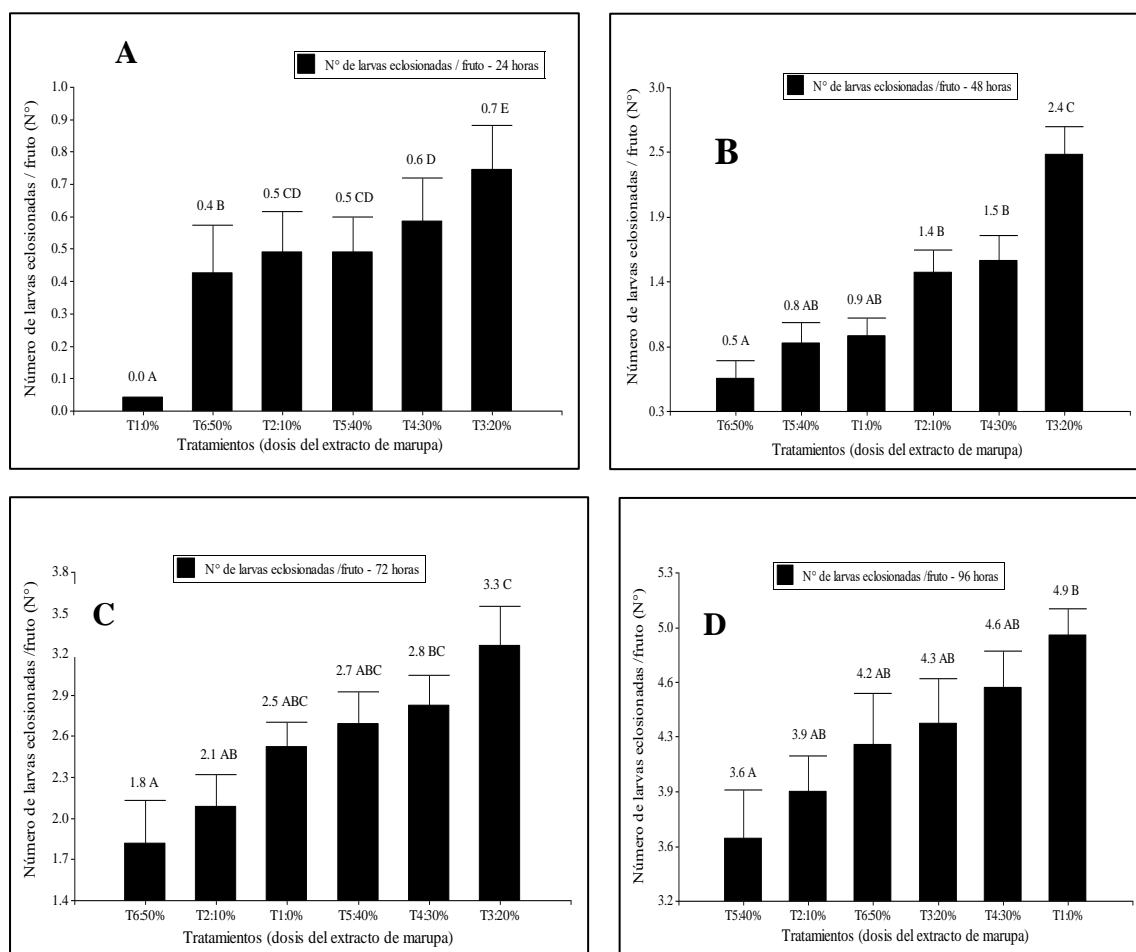 A
N° de larvas eclosionadas / fruto - 24 horas
Número de larvas eclosionadas / fruto (N°)
1.0
0.9
0.8
0.7
0.6
0.5
0.4
0.3
0.2
0.1
0.0
0.0 A
0.4 B
0.5 CD
0.5 CD
0.6 D
0.7 E
T1:0%
T6:50%
T2:10%
T5:40%
T4:30%
T3:20%
Tratamientos (dosis del extracto de marupa)
B
N° de larvas eclosionadas /fruto - 48 horas
Número de larvas eclosionadas / fruto (N°)
3.0
2.5
1.9
1.4
0.8
0.3
0.5 A
0.8 AB
0.9 AB
1.4 B
1.5 B
2.4 C
T6:50%
T5:40%
T1:0%
T2:10%
T4:30%
T3:20%
Tratamientos (dosis del extracto de marupa)
C
N° de larvas eclosionadas /fruto - 72 horas
Número de larvas eclosionadas /fruto (N°)
3.8
3.5
3.2
2.9
2.6
2.3
2.0
1.7
1.4
1.8 A
2.1 AB
2.5 ABC
2.7 ABC
2.8 BC
3.3 C
T6:50%
T2:10%
T1:0%
T5:40%
T4:30%
T3:20%
Tratamientos (dosis del extracto de marupa)
D
N° de larvas eclosionadas /fruto - 96 horas
Número de larvas eclosionadas /fruto (N°)
5.3
5.0
4.6
4.3
3.9
3.6
3.2
3.6 A
3.9 AB
4.2 AB
4.3 AB
4.6 AB
4.9 B
T5:40%
T2:10%
T6:50%
T3:20%
T4:30%
T1:0%
Tratamientos (dosis del extracto de marupa)